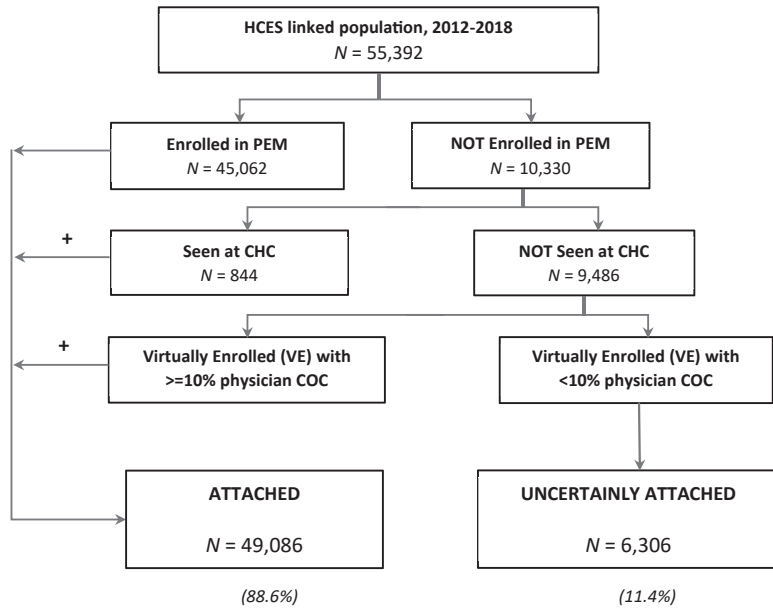 HCES linked population, 2012-2018
N = 55,392
Enrolled in PEM
N = 45,062
NOT Enrolled in PEM
N = 10,330
+
Seen at CHC
N = 844
NOT Seen at CHC
N = 9,486
+
Virtually Enrolled (VE) with
>=10% physician COC
Virtually Enrolled (VE) with
<10% physician COC
ATTACHED
N = 49,086
UNCERTAINLY ATTACHED
N = 6,306
(88.6%)
(11.4%)